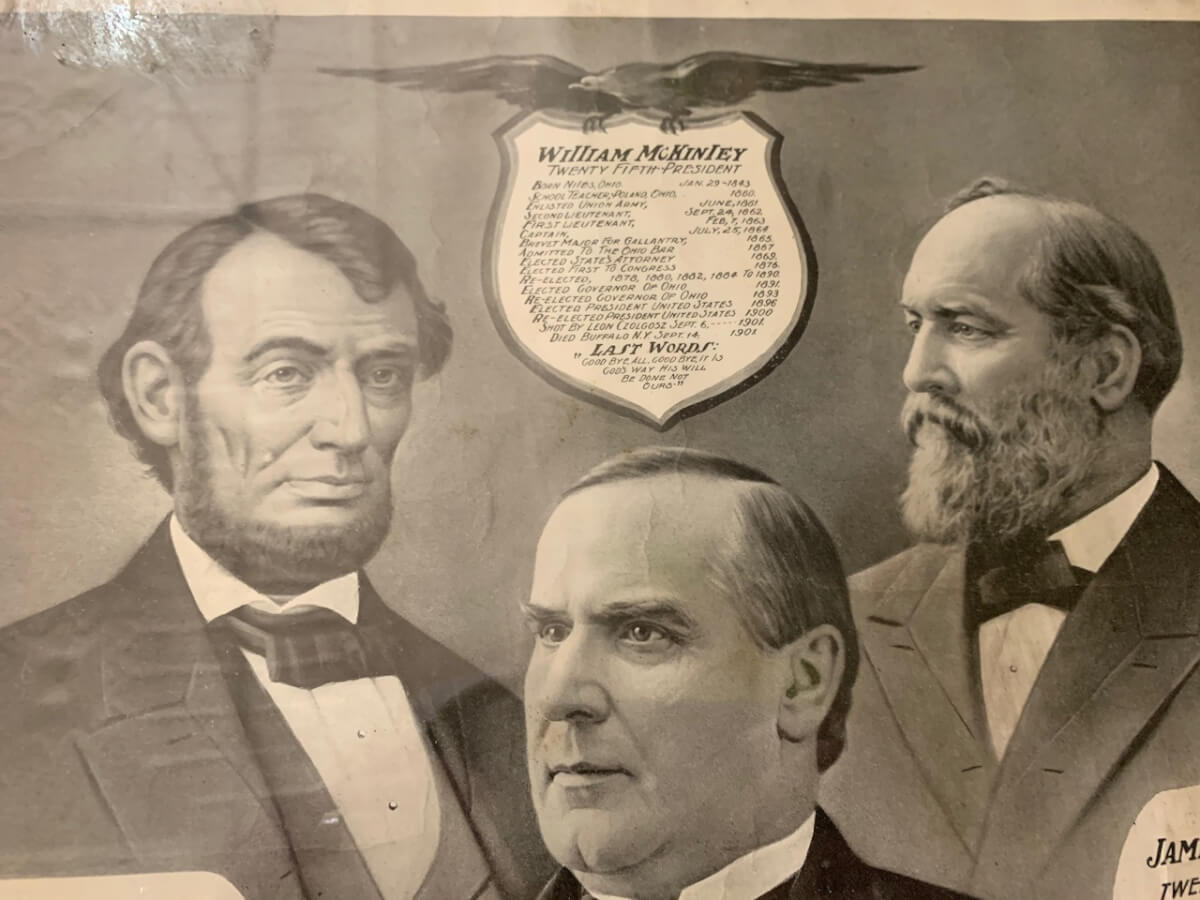 WILLIAM McKINLEY
TWENTY FIFTH-PRESIDENT
BORN NILES, OHIO. JAN. 29-1843
SCHOOL TEACHER, POLAND, OHIO, 1860.
ENLISTED UNION ARMY, JUNE, 1861
SECOND LIEUTENANT, SEPT. 24, 1862
FIRST LIEUTENANT, FEB, 7, 1863
CAPTAIN, JULY, 25, 1864
BREVET MAJOR FOR GALLANTRY, 1865
ADMITTED TO THE OHIO BAR 1867
ELECTED STATE'S ATTORNEY 1869.
ELECTED FIRST TO CONGRESS 1876.
RE-ELECTED, 1878, 1880, 1882, 1884 TO 1890.
ELECTED GOVERNOR OF OHIO 1891.
RE-ELECTED GOVERNOR OF OHIO 1893
ELECTED PRESIDENT UNITED STATES 1896
RE-ELECTED PRESIDENT UNITED STATES 1900
SHOT BY LEON CZOLGOSZ SEPT. 6,----- 1901.
DIED BUFFALO N.Y. SEPT. 14. 1901
LAST WORDS:
"GOOD BYE ALL, GOOD BYE, IT IS
GOD'S WAY HIS WILL
BE DONE NOT
OURS."
JAM
TWE